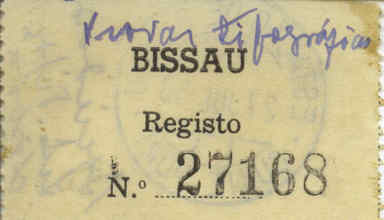 Provas tipográficas
BISSAU
Registo
N.º 27168